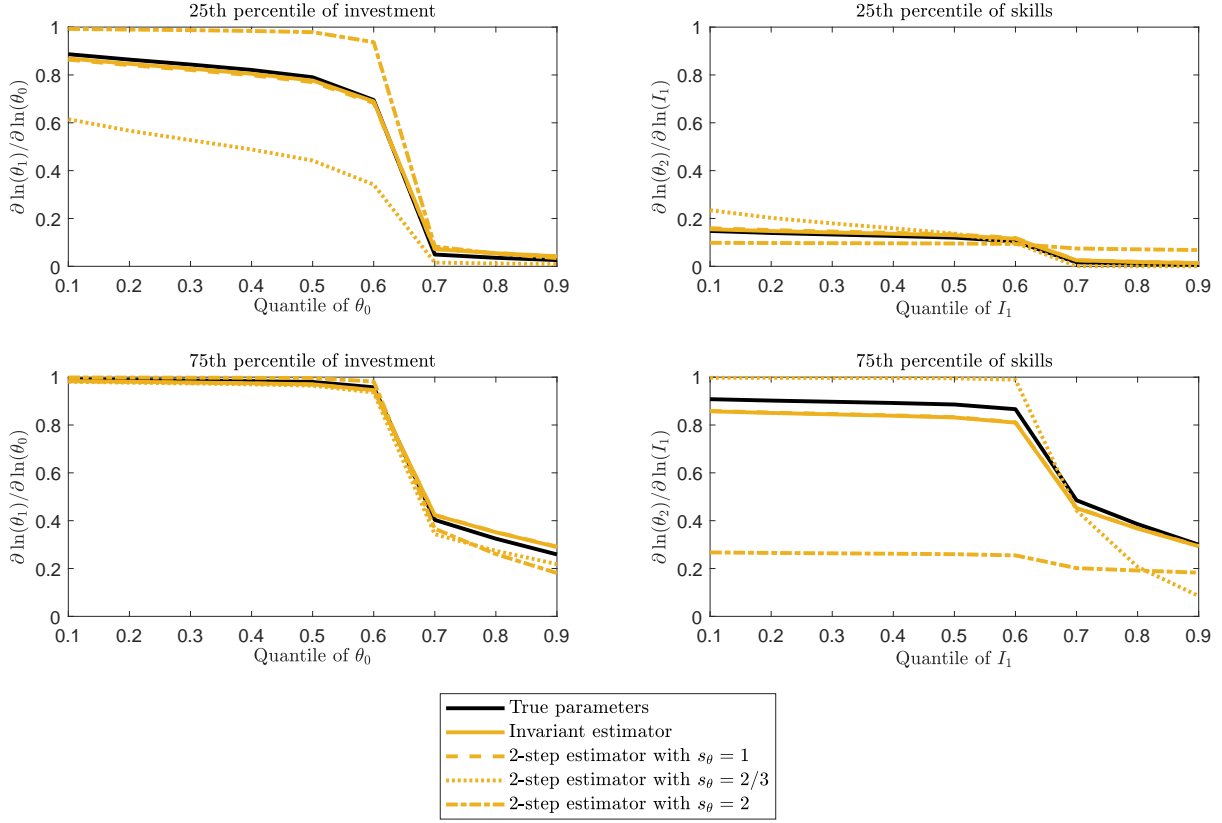 25th percentile of investment
∂ ln(θ₁)/∂ ln(θ₀)
1
0.8
0.6
0.4
0.2
0
0.1 0.2 0.3 0.4 0.5 0.6 0.7 0.8 0.9
Quantile of θ₀
25th percentile of skills
∂ ln(θ₂)/∂ ln(I₁)
1
0.8
0.6
0.4
0.2
0
0.1 0.2 0.3 0.4 0.5 0.6 0.7 0.8 0.9
Quantile of I₁
75th percentile of investment
∂ ln(θ₁)/∂ ln(θ₀)
1
0.8
0.6
0.4
0.2
0
0.1 0.2 0.3 0.4 0.5 0.6 0.7 0.8 0.9
Quantile of θ₀
75th percentile of skills
∂ ln(θ₂)/∂ ln(I₁)
1
0.8
0.6
0.4
0.2
0
0.1 0.2 0.3 0.4 0.5 0.6 0.7 0.8 0.9
Quantile of I₁
True parameters
Invariant estimator
2-step estimator with s_θ = 1
2-step estimator with s_θ = 2/3
2-step estimator with s_θ = 2